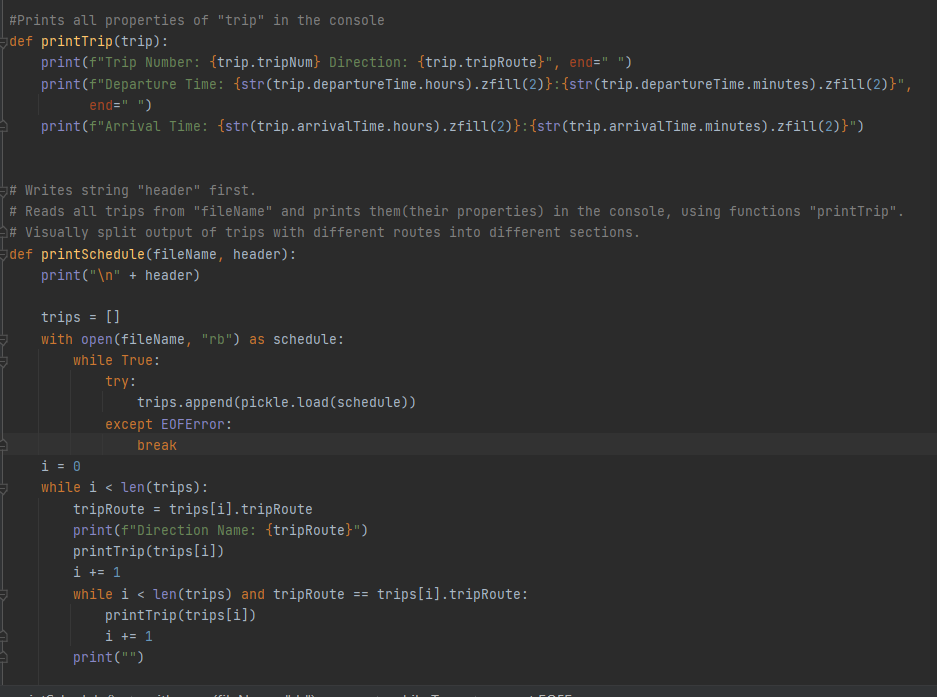 #Prints all properties of "trip" in the console
def printTrip(trip):
    print(f"Trip Number: {trip.tripNum} Direction: {trip.tripRoute}", end=" ")
    print(f"Departure Time: {str(trip.departureTime.hours).zfill(2)}:{str(trip.departureTime.minutes).zfill(2)}",
          end=" ")
    print(f"Arrival Time: {str(trip.arrivalTime.hours).zfill(2)}:{str(trip.arrivalTime.minutes).zfill(2)}")
# Writes string "header" first.
# Reads all trips from "fileName" and prints them(their properties) in the console, using functions "printTrip".
# Visually split output of trips with different routes into different sections.
def printSchedule(fileName, header):
    print("\n" + header)
    trips = []
    with open(fileName, "rb") as schedule:
        while True:
            try:
                trips.append(pickle.load(schedule))
            except EOFError:
                break
    i = 0
    while i < len(trips):
        tripRoute = trips[i].tripRoute
        print(f"Direction Name: {tripRoute}")
        printTrip(trips[i])
        i += 1
        while i < len(trips) and tripRoute == trips[i].tripRoute:
            printTrip(trips[i])
            i += 1
        print("")